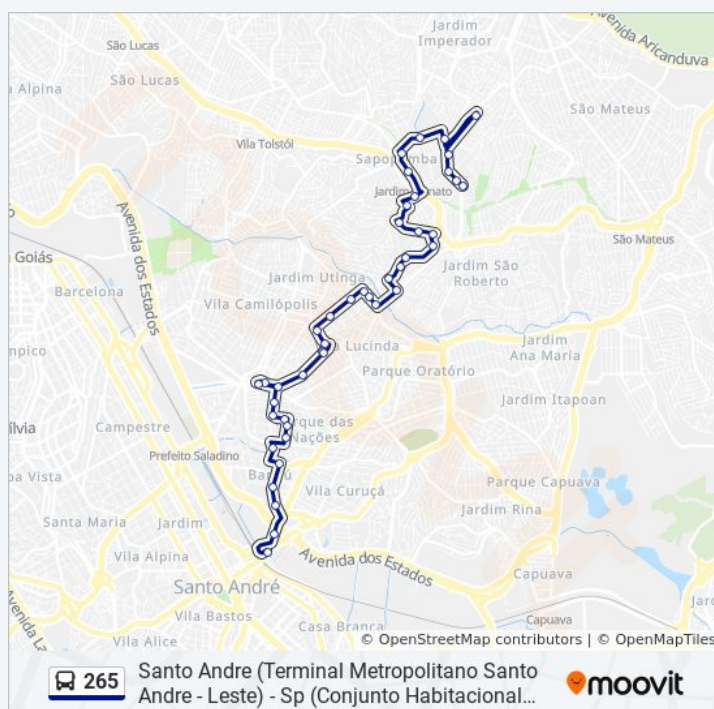 Jardim
Imperador
Avenida Aricanduva
São Lucas
São Lucas
a Alpina
São Mateus
Vila Tolstói
Sapopemba
Avenida dos Estados
São Mateus
Goiás
Barcelona
Jardim Utinga
Jardim São
Roberto
Vila Camilópolis
Jardim
Ana Maria
Lucinda
Parque Oratório
Jardim Itapoan
Campestre
Parque das
Nações
Prefeito Saladino
Vila Curuçá
Parque Capuava
Jardim Rina
Santa Maria
Jardim
Vila Alpina
Avenida dos Estados
Capuava
Santo André
Vila Bastos
Casa Branca
Capuava
Vila Alice
© OpenStreetMap contributors | © OpenMapTiles
265
Santo Andre (Terminal Metropolitano Santo
Andre - Leste) - Sp (Conjunto Habitacional…
moovit